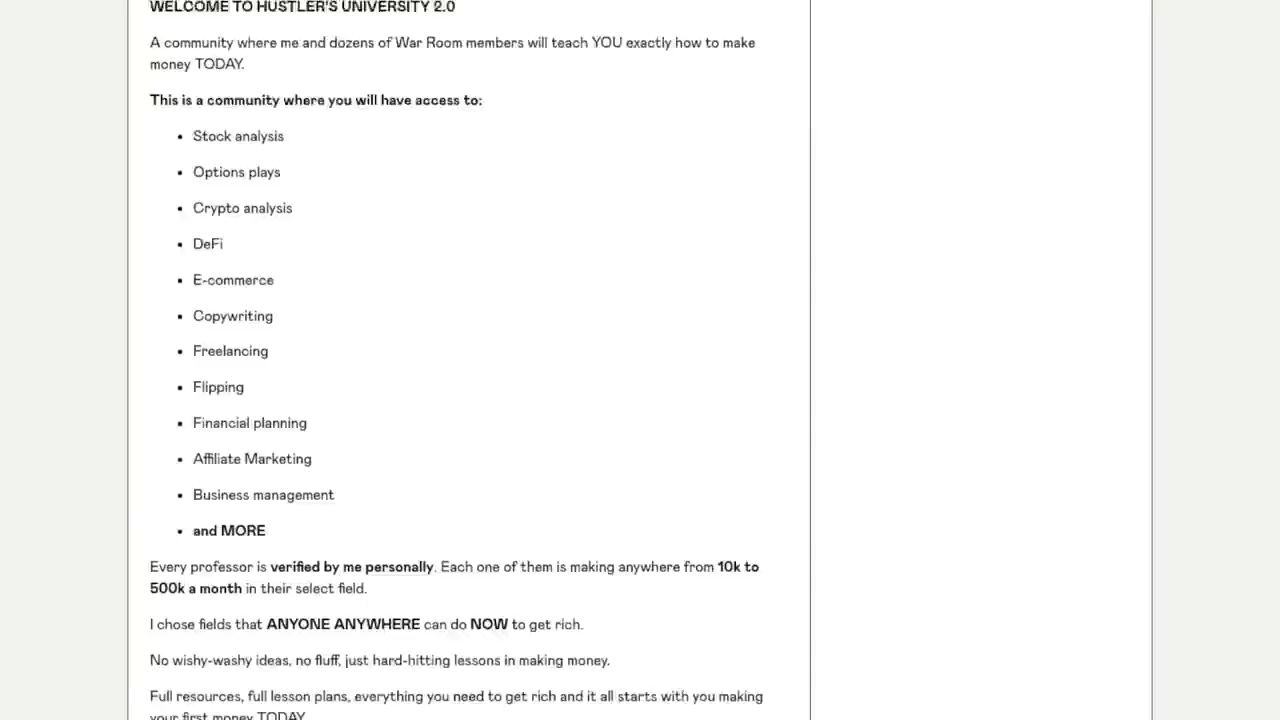 WELCOME TO HUSTLER'S UNIVERSITY 2.0
A community where me and dozens of War Room members will teach YOU exactly how to make
money TODAY.
This is a community where you will have access to:
• Stock analysis
• Options plays
• Crypto analysis
• DeFi
• E-commerce
• Copywriting
• Freelancing
• Flipping
• Financial planning
• Affiliate Marketing
• Business management
• and MORE
Every professor is verified by me personally. Each one of them is making anywhere from 10k to
500k a month in their select field.
I chose fields that ANYONE ANYWHERE can do NOW to get rich.
No wishy-washy ideas, no fluff, just hard-hitting lessons in making money.
Full resources, full lesson plans, everything you need to get rich and it all starts with you making
your first money TODAY.